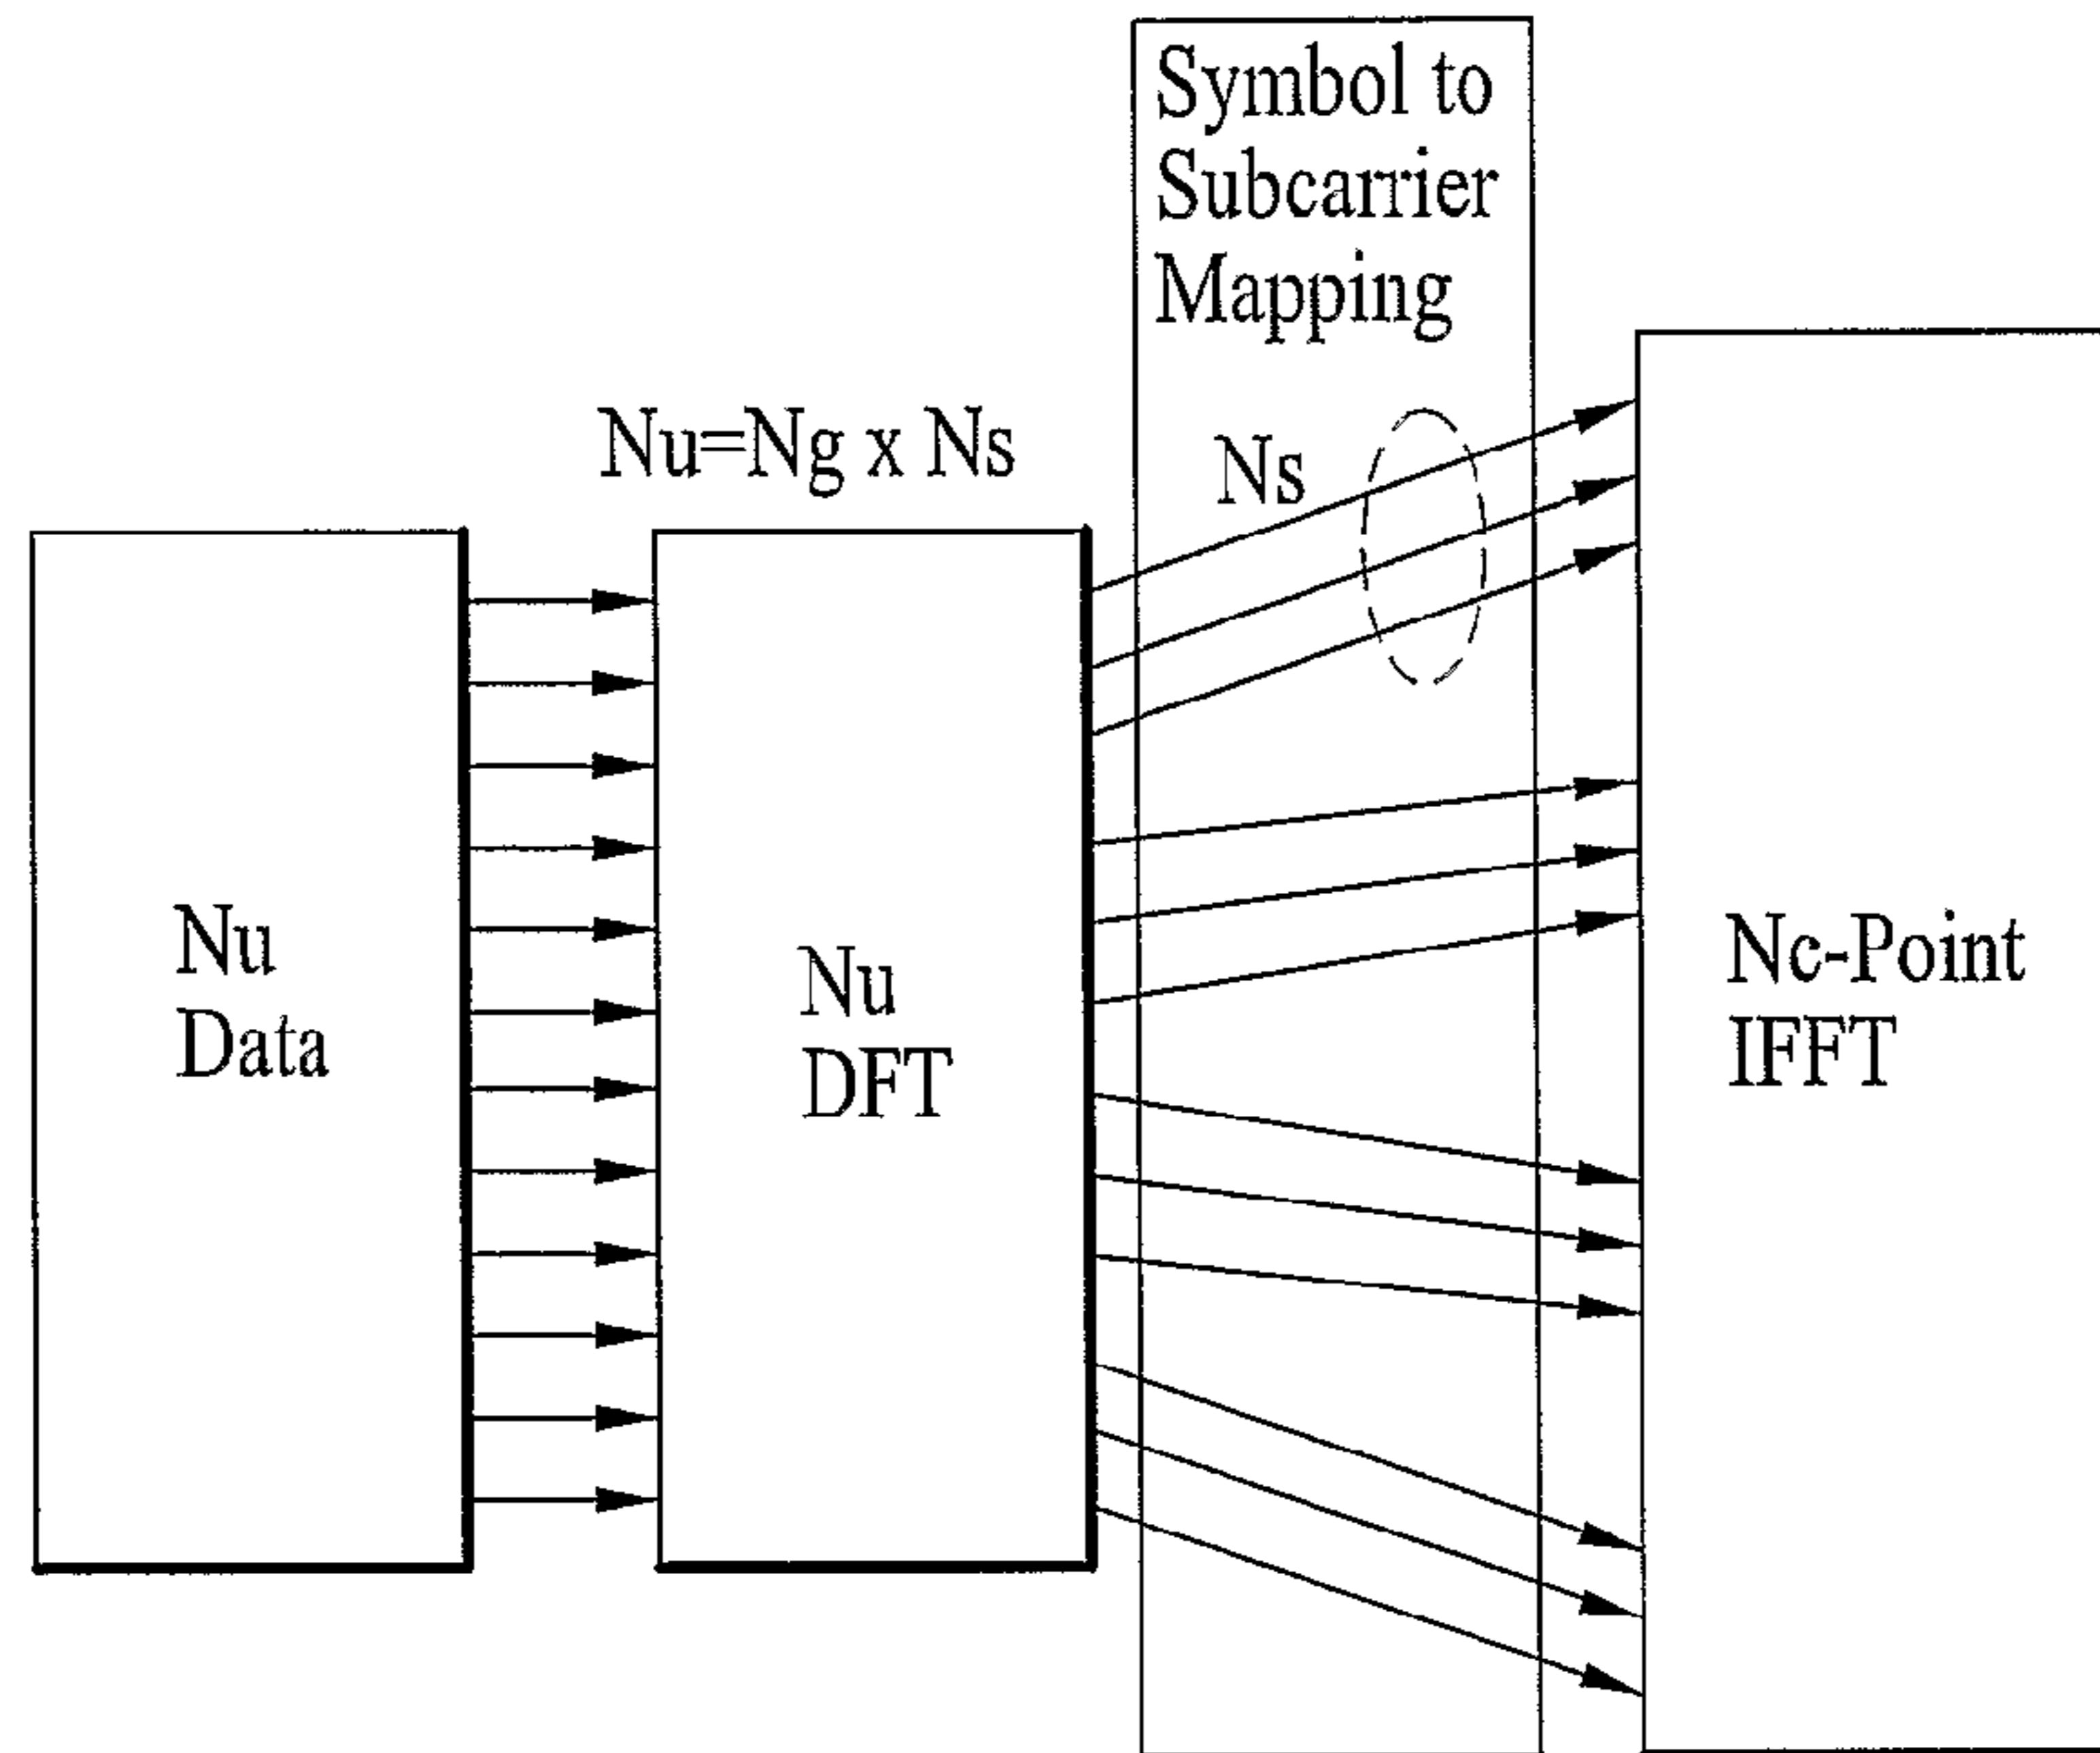 Symbol to
Subcarrier
Mapping
Nu=Ng x Ns
Ns
Nu
Data
Nu
DFT
Nc-Point
IFFT